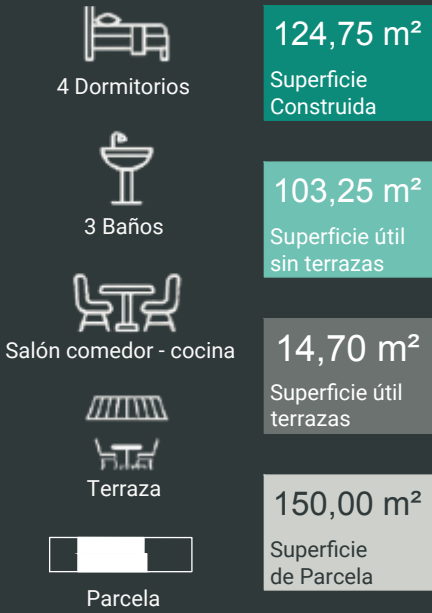 4 Dormitorios
3 Baños
Salón comedor - cocina
Terraza
Parcela
124,75 m²
Superficie
Construida
103,25 m²
Superficie útil
sin terrazas
14,70 m²
Superficie útil
terrazas
150,00 m²
Superficie
de Parcela